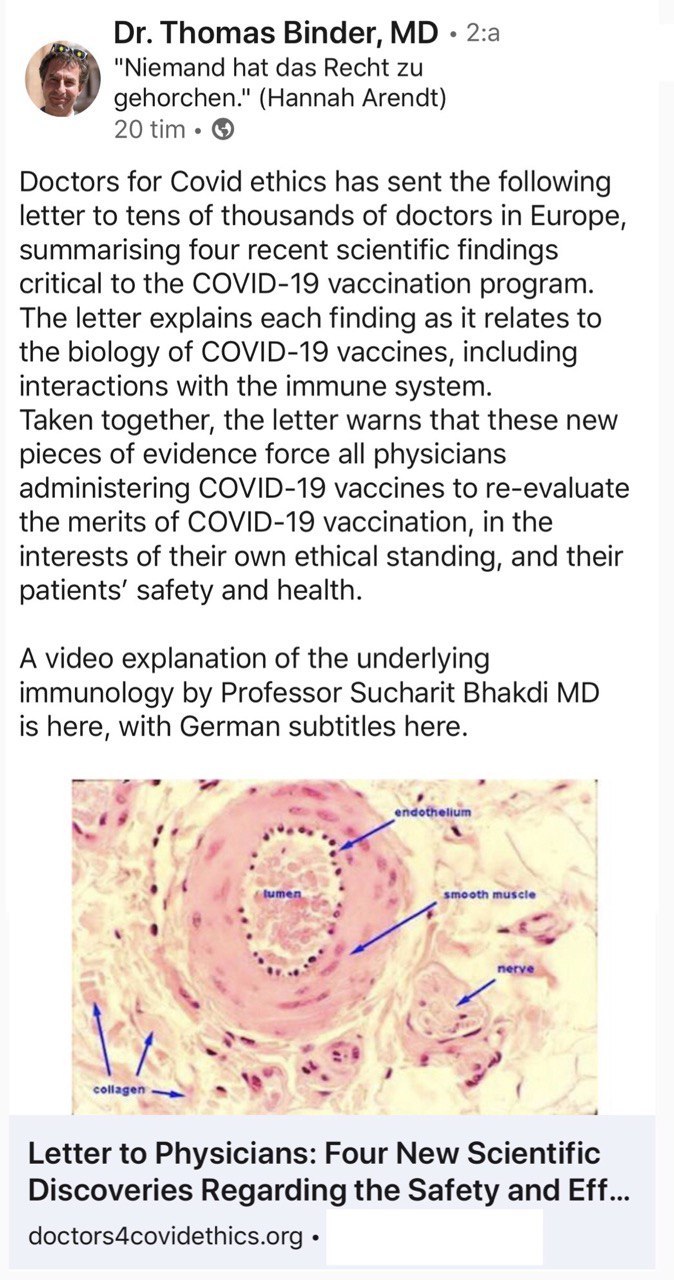 Dr. Thomas Binder, MD • 2:a
"Niemand hat das Recht zu
gehorchen." (Hannah Arendt)
20 tim •
Doctors for Covid ethics has sent the following
letter to tens of thousands of doctors in Europe,
summarising four recent scientific findings
critical to the COVID-19 vaccination program.
The letter explains each finding as it relates to
the biology of COVID-19 vaccines, including
interactions with the immune system.
Taken together, the letter warns that these new
pieces of evidence force all physicians
administering COVID-19 vaccines to re-evaluate
the merits of COVID-19 vaccination, in the
interests of their own ethical standing, and their
patients’ safety and health.
A video explanation of the underlying
immunology by Professor Sucharit Bhakdi MD
is here, with German subtitles here.
endothelium
lumen
smooth muscle
nerve
collagen
Letter to Physicians: Four New Scientific
Discoveries Regarding the Safety and Eff...
doctors4covidethics.org •